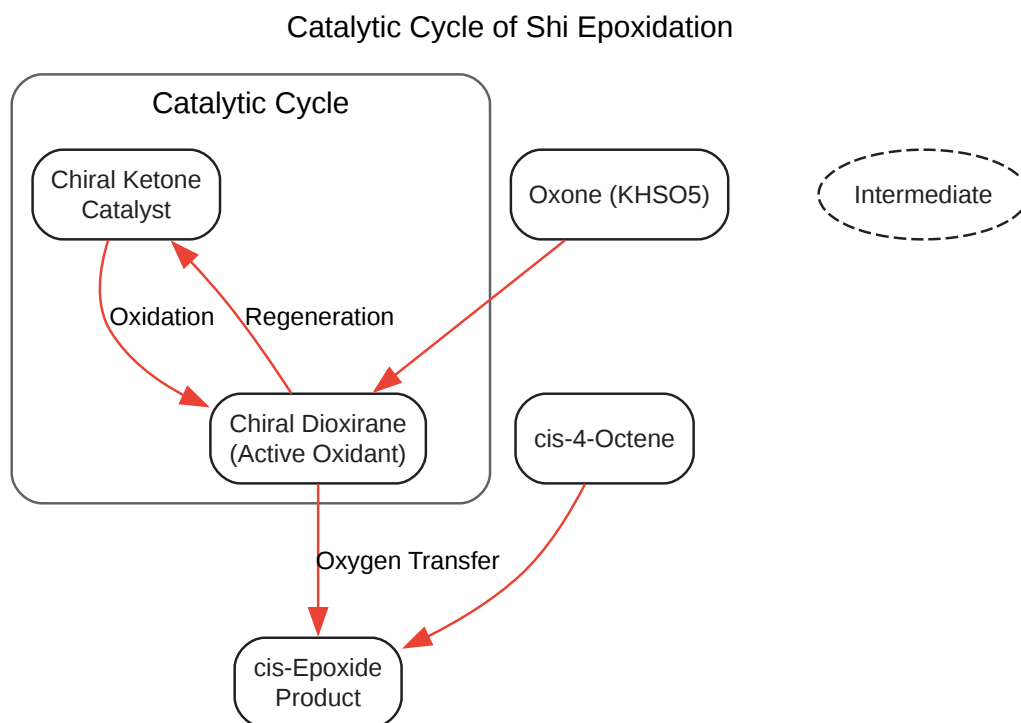 Catalytic Cycle of Shi Epoxidation
Catalytic Cycle
Chiral Ketone
Catalyst
Oxone (KHSO5)
Intermediate
Oxidation
Regeneration
Chiral Dioxirane
(Active Oxidant)
cis-4-Octene
Oxygen Transfer
cis-Epoxide
Product